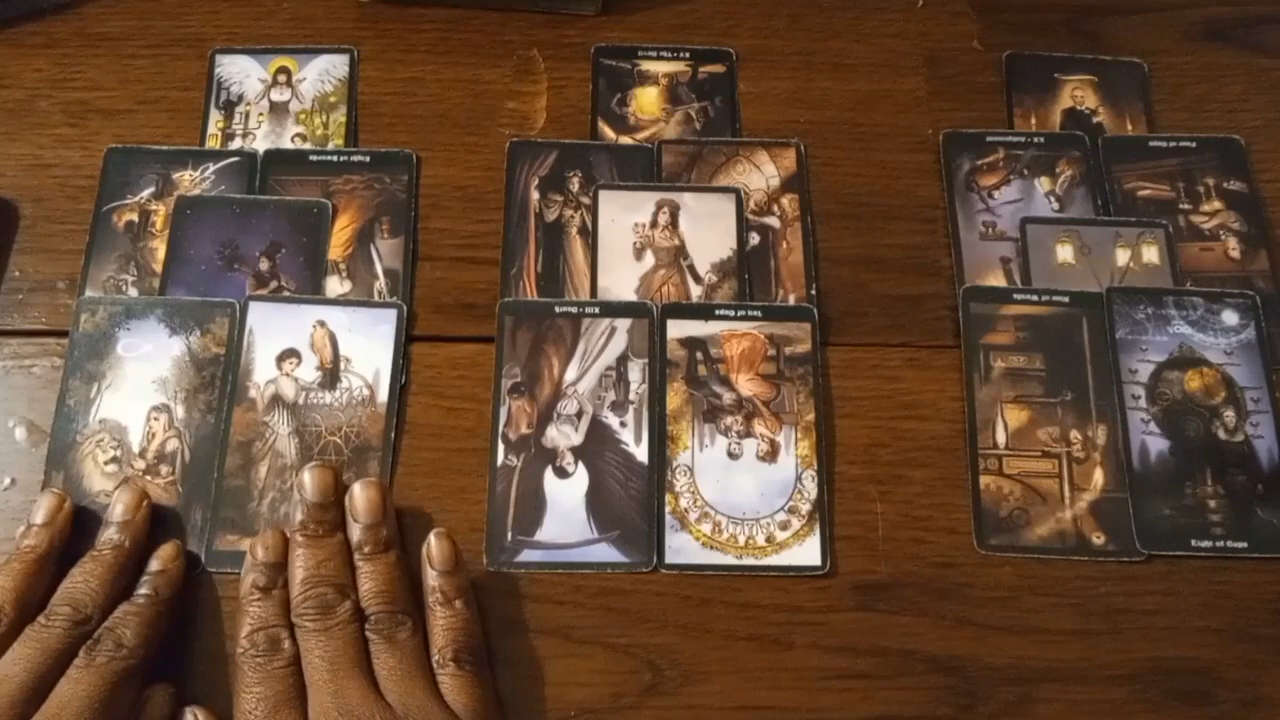 XV • The Devil
Eight of Swords
XX • Judgement
Four of Cups
XIII • Death
Ten of Cups
Nine of Wands
Eight of Cups